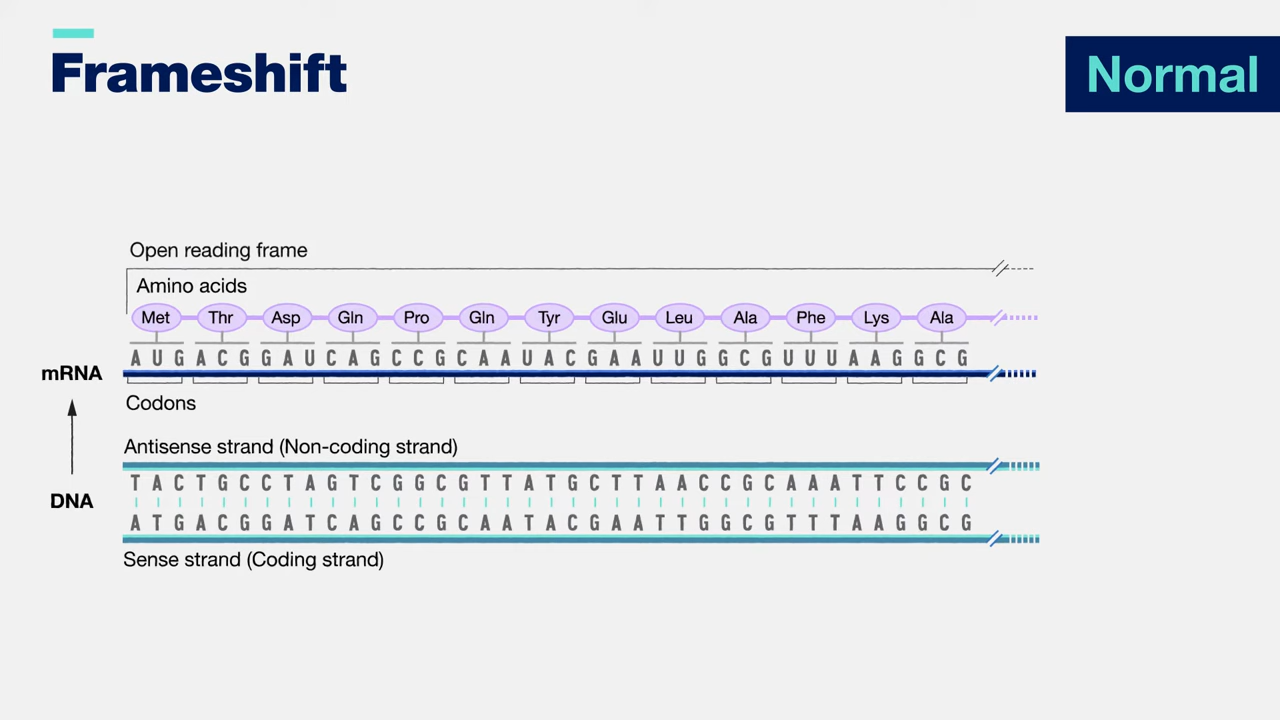 Frameshift
Normal
Open reading frame
Amino acids
Met Thr Asp Gln Pro Gln Tyr Glu Leu Ala Phe Lys Ala
A U G A C G G A U C A G C C G C A A U A C G A A U U G G C G U U U A A G G C G
mRNA
Codons
Antisense strand (Non-coding strand)
T A C T G C C T A G T C G G C G T T A T G C T T A A C C G C A A A T T C C G C
DNA
A T G A C G G A T C A G C C G C A A T A C G A A T T G G C G T T T A A G G C G
Sense strand (Coding strand)